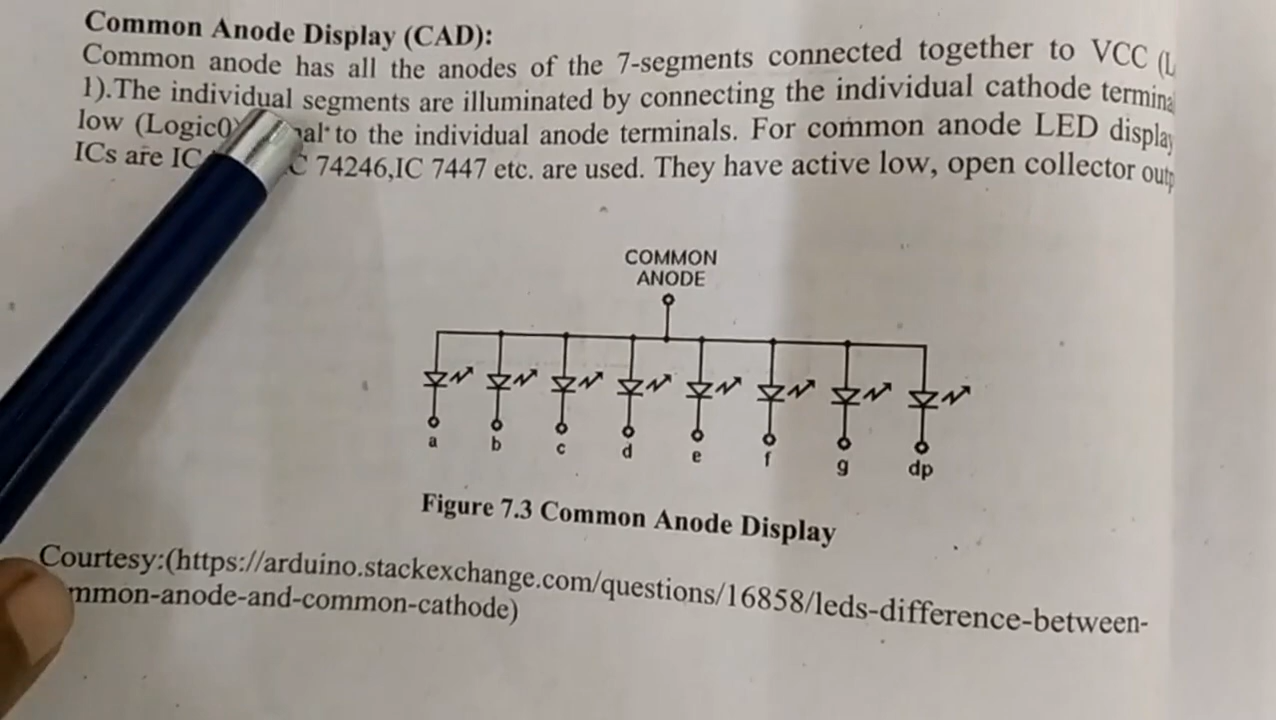 Common Anode Display (CAD):
Common anode has all the anodes of the 7-segments connected together to VCC
1).The individual segments are illuminated by connecting the individual cathode
low (Logic0) to the individual anode terminals. For common anode LED
ICs are IC 74246,IC 7447 etc. are used. They have active low, open collector
COMMON
ANODE
a b c d e f g dp
Figure 7.3 Common Anode Display
Courtesy:(https://arduino.stackexchange.com/questions/16858/leds-difference-between-
mmon-anode-and-common-cathode)